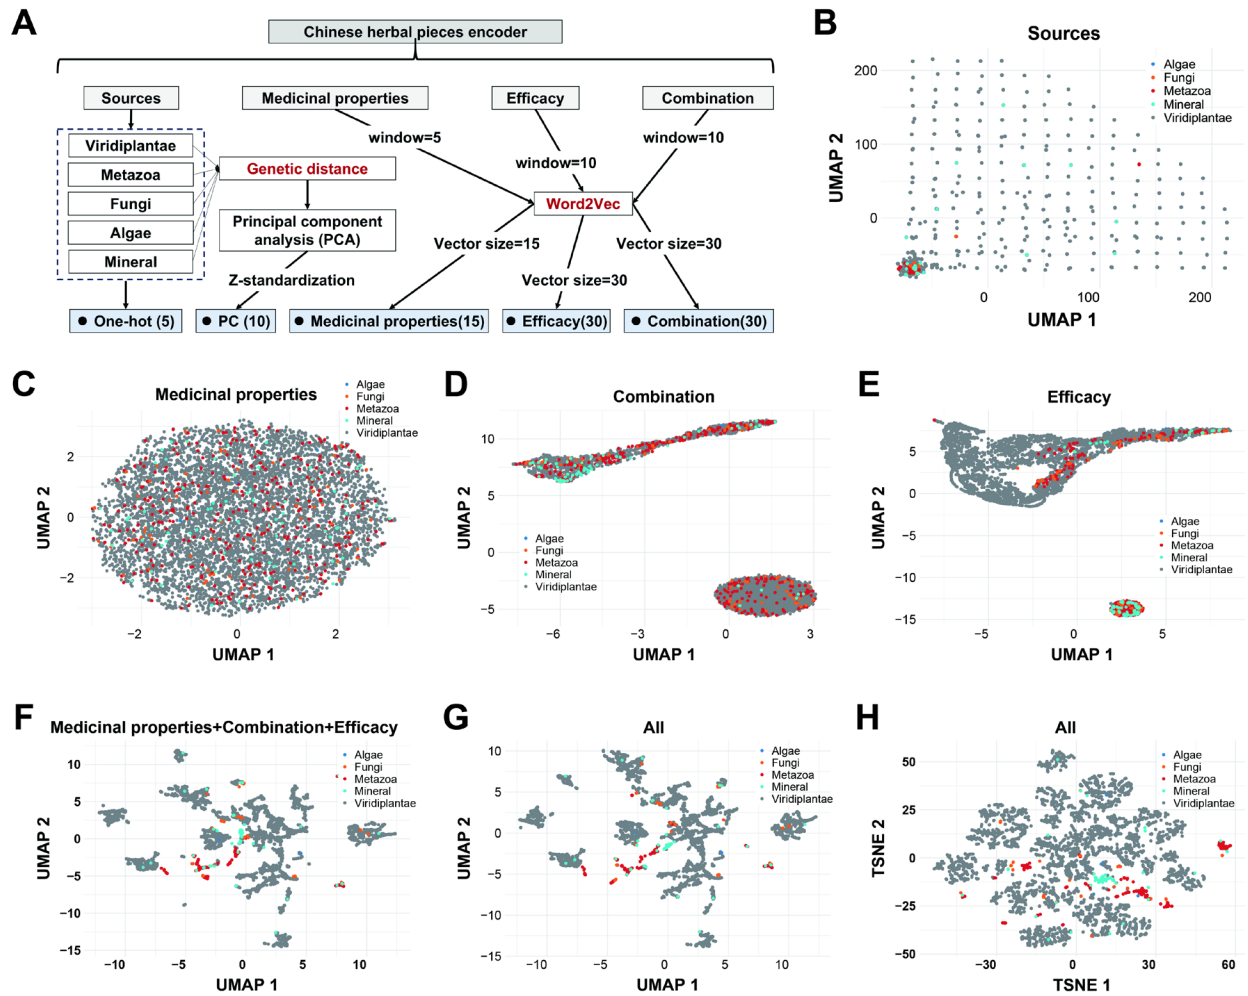 A
Chinese herbal pieces encoder
Sources
Medicinal properties
Efficacy
Combination
window=5
window=10
window=10
Viridiplantae
Metazoa
Fungi
Algae
Mineral
Genetic distance
Principal component
analysis (PCA)
Z-standardization
Word2Vec
Vector size=15
Vector size=30
Vector size=30
● One-hot (5)
● PC (10)
● Medicinal properties(15)
● Efficacy(30)
● Combination(30)
B
Sources
Algae
Fungi
Metazoa
Mineral
Viridiplantae
UMAP 2
200
100
0
0
100
200
UMAP 1
C
Medicinal properties
Algae
Fungi
Metazoa
Mineral
Viridiplantae
UMAP 2
2
0
−2
−2
0
2
UMAP 1
D
Combination
Algae
Fungi
Metazoa
Mineral
Viridiplantae
UMAP 2
10
5
0
−5
−6
−3
0
3
UMAP 1
E
Efficacy
Algae
Fungi
Metazoa
Mineral
Viridiplantae
UMAP 2
5
0
−5
−10
−15
−5
0
5
UMAP 1
F
Medicinal properties+Combination+Efficacy
Algae
Fungi
Metazoa
Mineral
Viridiplantae
UMAP 2
10
5
0
−5
−10
−15
−10
−5
0
5
10
UMAP 1
G
All
Algae
Fungi
Metazoa
Mineral
Viridiplantae
UMAP 2
10
5
0
−5
−10
−15
−10
−5
0
5
10
UMAP 1
H
All
Algae
Fungi
Metazoa
Mineral
Viridiplantae
TSNE 2
50
25
0
−25
−50
−30
0
30
60
TSNE 1